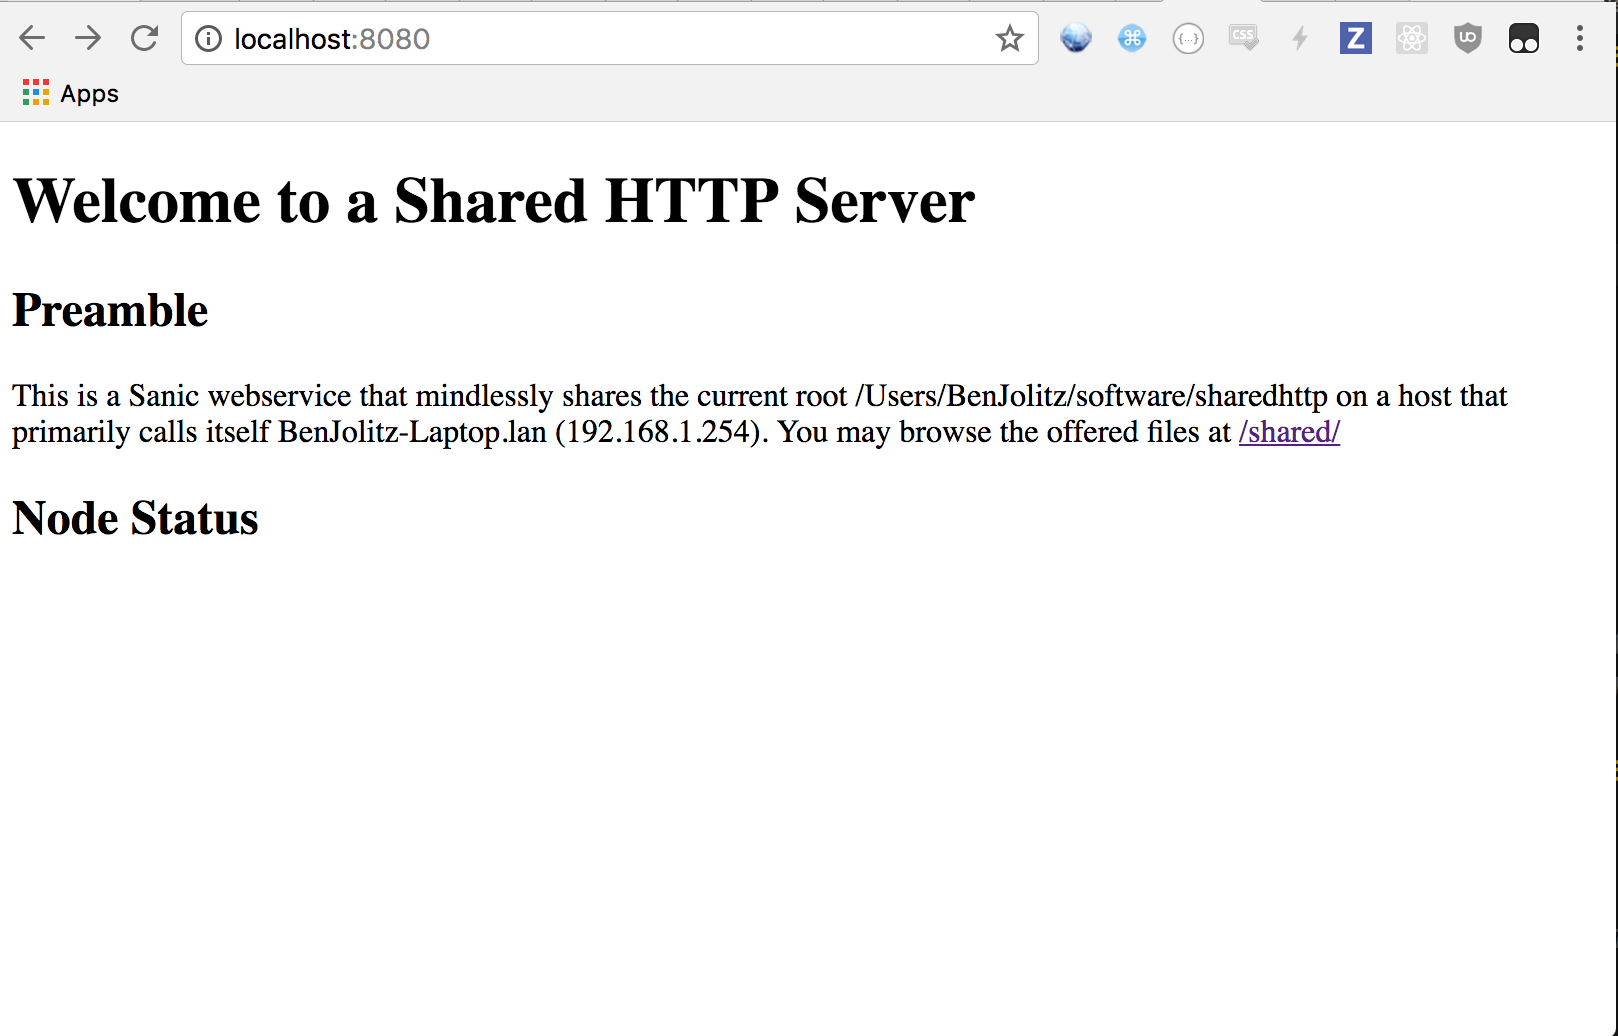 localhost:8080
{...}
CSS
Z
Apps
Welcome to a Shared HTTP Server
Preamble
This is a Sanic webservice that mindlessly shares the current root /Users/BenJolitz/software/sharedhttp on a host that
primarily calls itself BenJolitz-Laptop.lan (192.168.1.254). You may browse the offered files at /shared/
Node Status